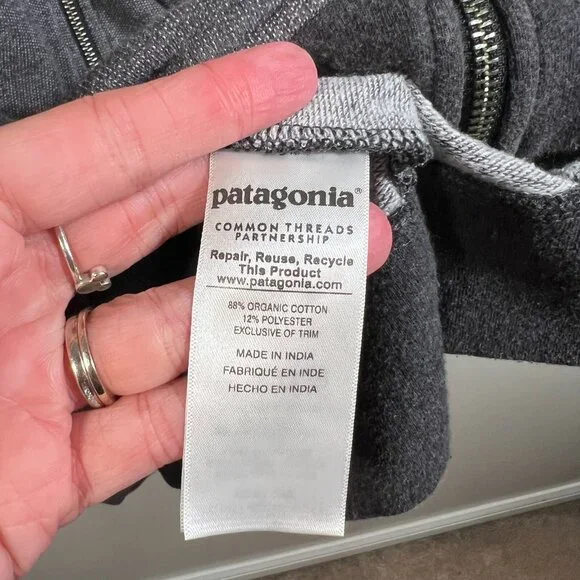 patagonia®
COMMON THREADS
PARTNERSHIP
Repair, Reuse, Recycle
This Product
www.patagonia.com
88% ORGANIC COTTON
12% POLYESTER
EXCLUSIVE OF TRIM
MADE IN INDIA
FABRIQUÉ EN INDE
HECHO EN INDIA